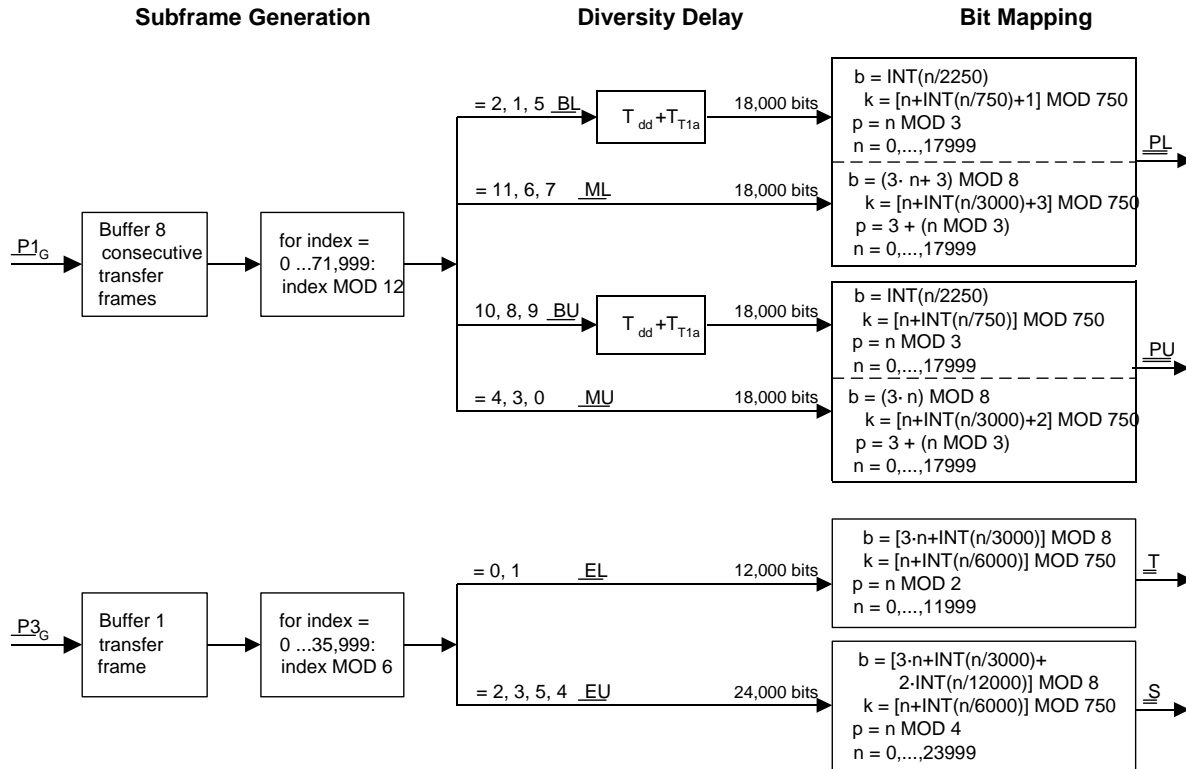 Subframe Generation
Diversity Delay
Bit Mapping
P1G
Buffer 8
consecutive
transfer
frames
for index =
0 ...71,999:
index MOD 12
= 2, 1, 5 BL
Tdd +TT1a
18,000 bits
b = INT(n/2250)
k = [n+INT(n/750)+1] MOD 750
p = n MOD 3
n = 0,...,17999
= 11, 6, 7 ML
18,000 bits
b = (3· n+ 3) MOD 8
k = [n+INT(n/3000)+3] MOD 750
p = 3 + (n MOD 3)
n = 0,...,17999
PL
10, 8, 9 BU
Tdd +TT1a
18,000 bits
b = INT(n/2250)
k = [n+INT(n/750)] MOD 750
p = n MOD 3
n = 0,...,17999
= 4, 3, 0 MU
18,000 bits
b = (3· n) MOD 8
k = [n+INT(n/3000)+2] MOD 750
p = 3 + (n MOD 3)
n = 0,...,17999
PU
P3G
Buffer 1
transfer
frame
for index =
0 ...35,999:
index MOD 6
= 0, 1 EL
12,000 bits
b = [3·n+INT(n/3000)] MOD 8
k = [n+INT(n/6000)] MOD 750
p = n MOD 2
n = 0,...,11999
T
= 2, 3, 5, 4 EU
24,000 bits
b = [3·n+INT(n/3000)+
2·INT(n/12000)] MOD 8
k = [n+INT(n/6000)] MOD 750
p = n MOD 4
n = 0,...,23999
S